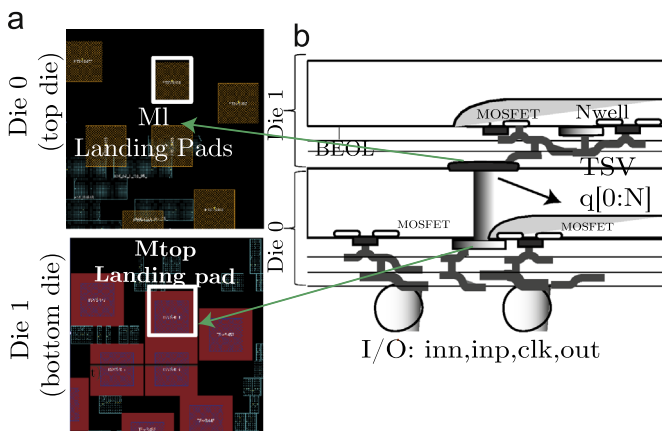 a
b
Die 0
(top die)
Ml
Landing Pads
Mtop
Landing pad
Die 1
(bottom die)
Die 1
MOSFET
Nwell
BEOL
TSV
q[0:N]
Die 0
MOSFET
MOSFET
I/O: inn,inp,clk,out